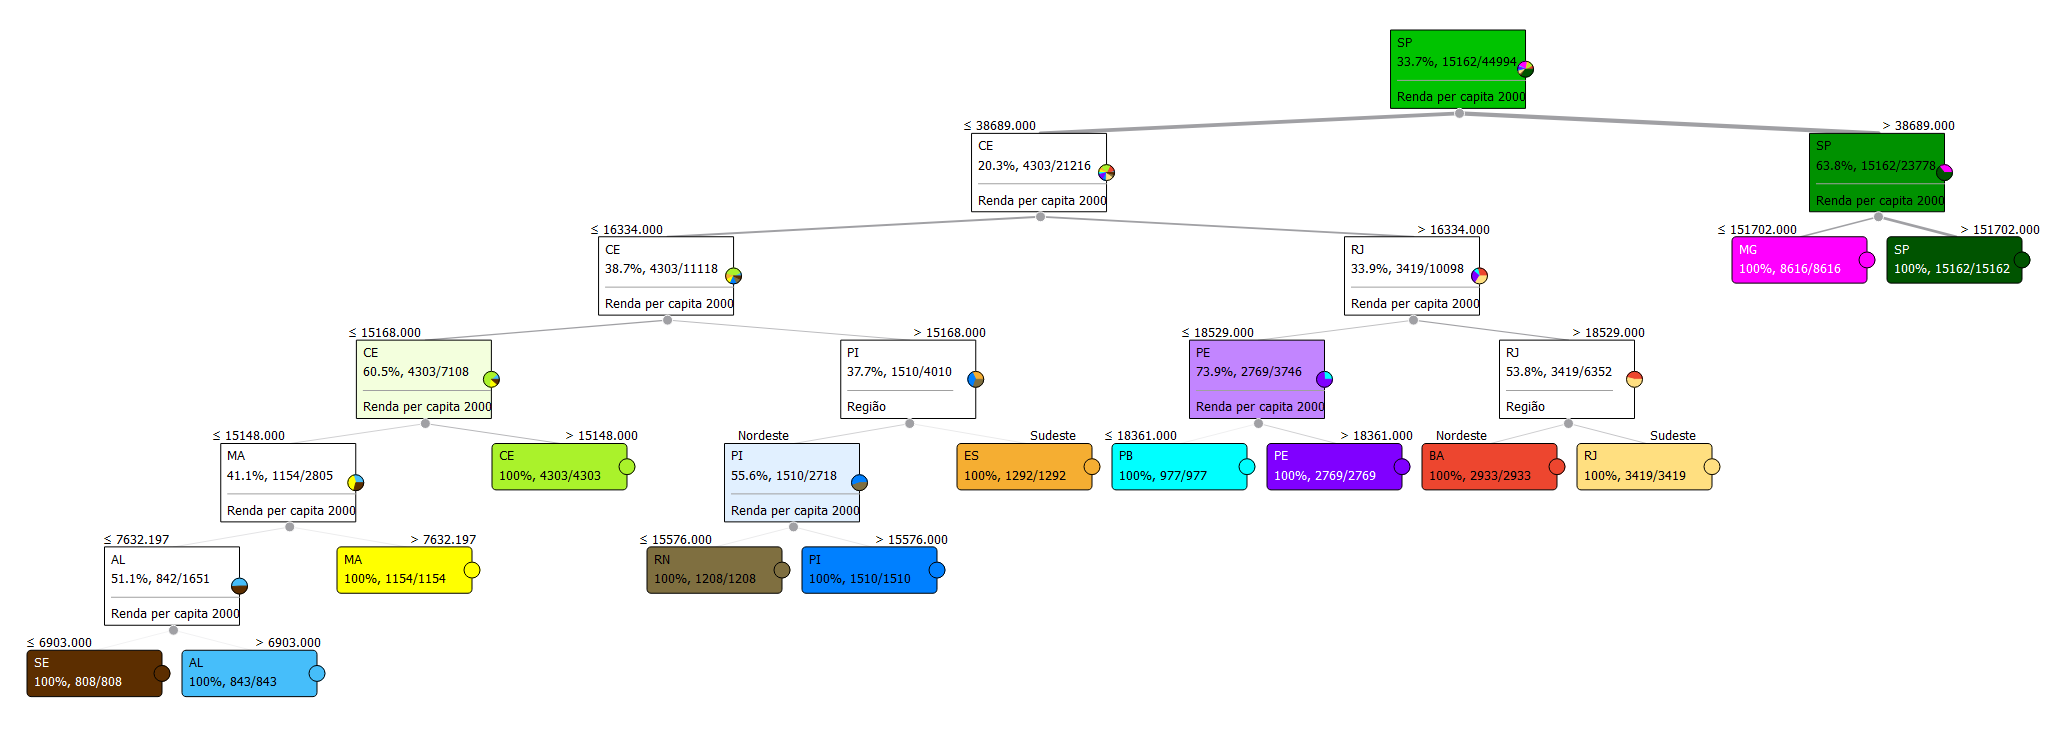 SP
33.7%, 15162/44994
Renda per capita 2000
≤ 38689.000
> 38689.000
CE
20.3%, 4303/21216
Renda per capita 2000
SP
63.8%, 15162/23778
Renda per capita 2000
≤ 16334.000
> 16334.000
≤ 151702.000
> 151702.000
CE
38.7%, 4303/11118
Renda per capita 2000
RJ
33.9%, 3419/10098
Renda per capita 2000
MG
100%, 8616/8616
SP
100%, 15162/15162
≤ 15168.000
> 15168.000
≤ 18529.000
> 18529.000
CE
60.5%, 4303/7108
Renda per capita 2000
PI
37.7%, 1510/4010
Região
PE
73.9%, 2769/3746
Renda per capita 2000
RJ
53.8%, 3419/6352
Região
≤ 15148.000
> 15148.000
Nordeste
Sudeste
≤ 18361.000
> 18361.000
Nordeste
Sudeste
MA
41.1%, 1154/2805
Renda per capita 2000
CE
100%, 4303/4303
PI
55.6%, 1510/2718
Renda per capita 2000
ES
100%, 1292/1292
PB
100%, 977/977
PE
100%, 2769/2769
BA
100%, 2933/2933
RJ
100%, 3419/3419
≤ 7632.197
> 7632.197
≤ 15576.000
> 15576.000
AL
51.1%, 842/1651
Renda per capita 2000
MA
100%, 1154/1154
RN
100%, 1208/1208
PI
100%, 1510/1510
≤ 6903.000
> 6903.000
SE
100%, 808/808
AL
100%, 843/843